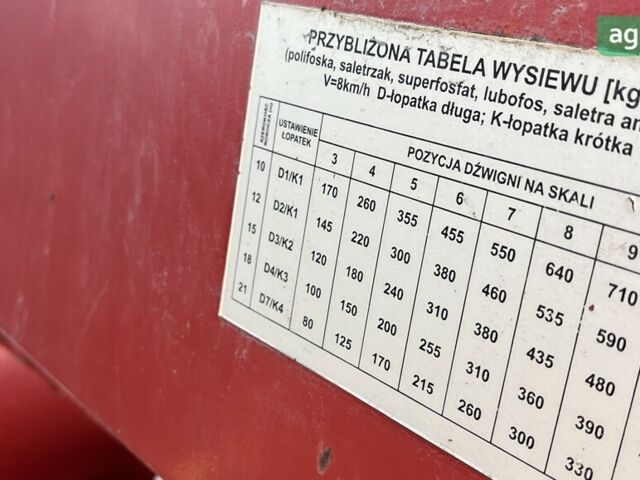 ag
PRZYBLIŻONA TABELA WYSIEWU [kg
(polifoska, saletrzak, superfosfat, lubofos, saletra am
V=8km/h D-łopatka długa; K-łopatka krótka
SZEROKOŚĆ ROBOCZA [m]
USTAWIENIE ŁOPATEK
POZYCJA DŹWIGNI NA SKALI
3 4 5 6 7 8 9
10 D1/K1 170 260 355 455 550 640 710
12 D2/K1 145 220 300 380 460 535 590
15 D3/K2 120 180 240 310 380 435 480
18 D4/K3 100 150 200 255 310 360 390
21 D7/K4 80 125 170 215 260 300 330